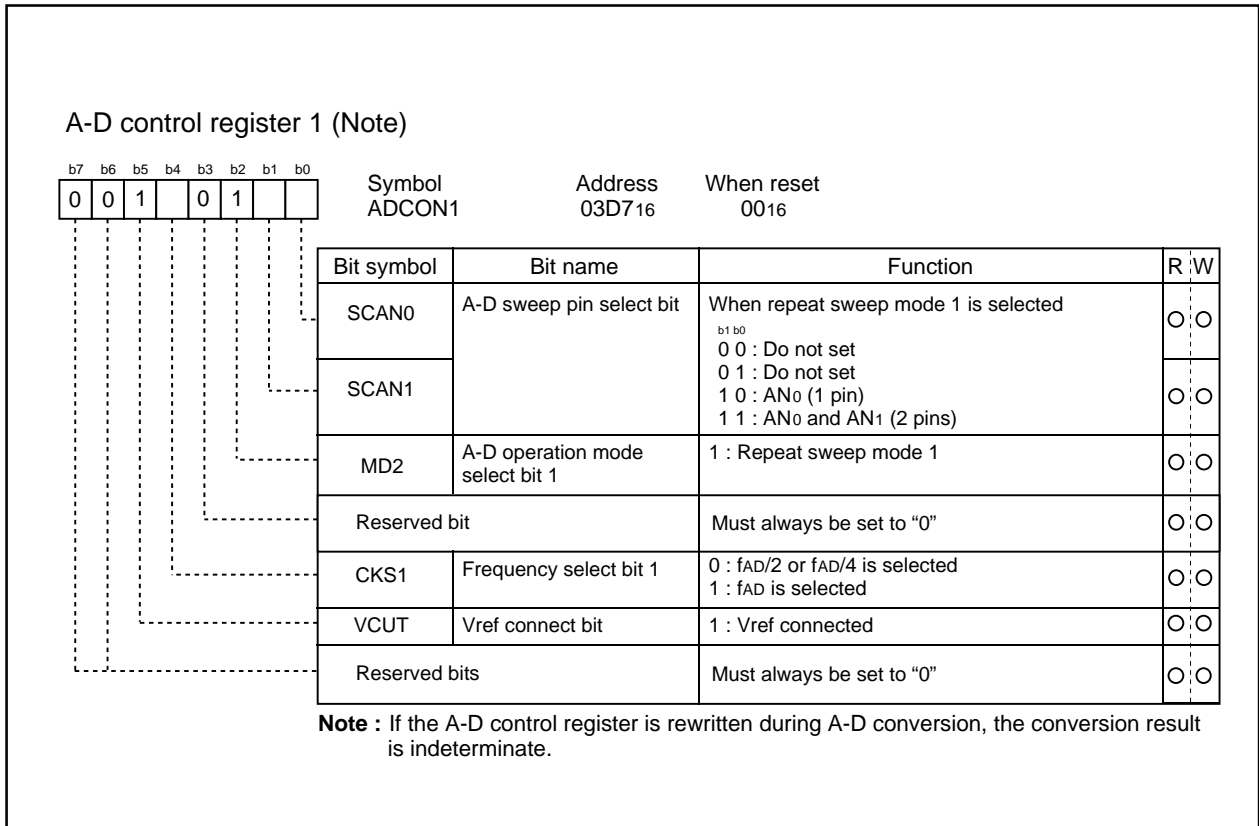 A-D control register 1 (Note)
b7 b6 b5 b4 b3 b2 b1 b0
0 0 1 0 1
Symbol Address When reset
ADCON1 03D716 0016
Bit symbol Bit name Function R W
SCAN0 A-D sweep pin select bit When repeat sweep mode 1 is selected
b1 b0
0 0 : Do not set
0 1 : Do not set
SCAN1 1 0 : AN0 (1 pin)
1 1 : AN0 and AN1 (2 pins)
MD2 A-D operation mode select bit 1 1 : Repeat sweep mode 1
Reserved bit Must always be set to “0”
CKS1 Frequency select bit 1 0 : fAD/2 or fAD/4 is selected
1 : fAD is selected
VCUT Vref connect bit 1 : Vref connected
Reserved bits Must always be set to “0”
Note : If the A-D control register is rewritten during A-D conversion, the conversion result
is indeterminate.